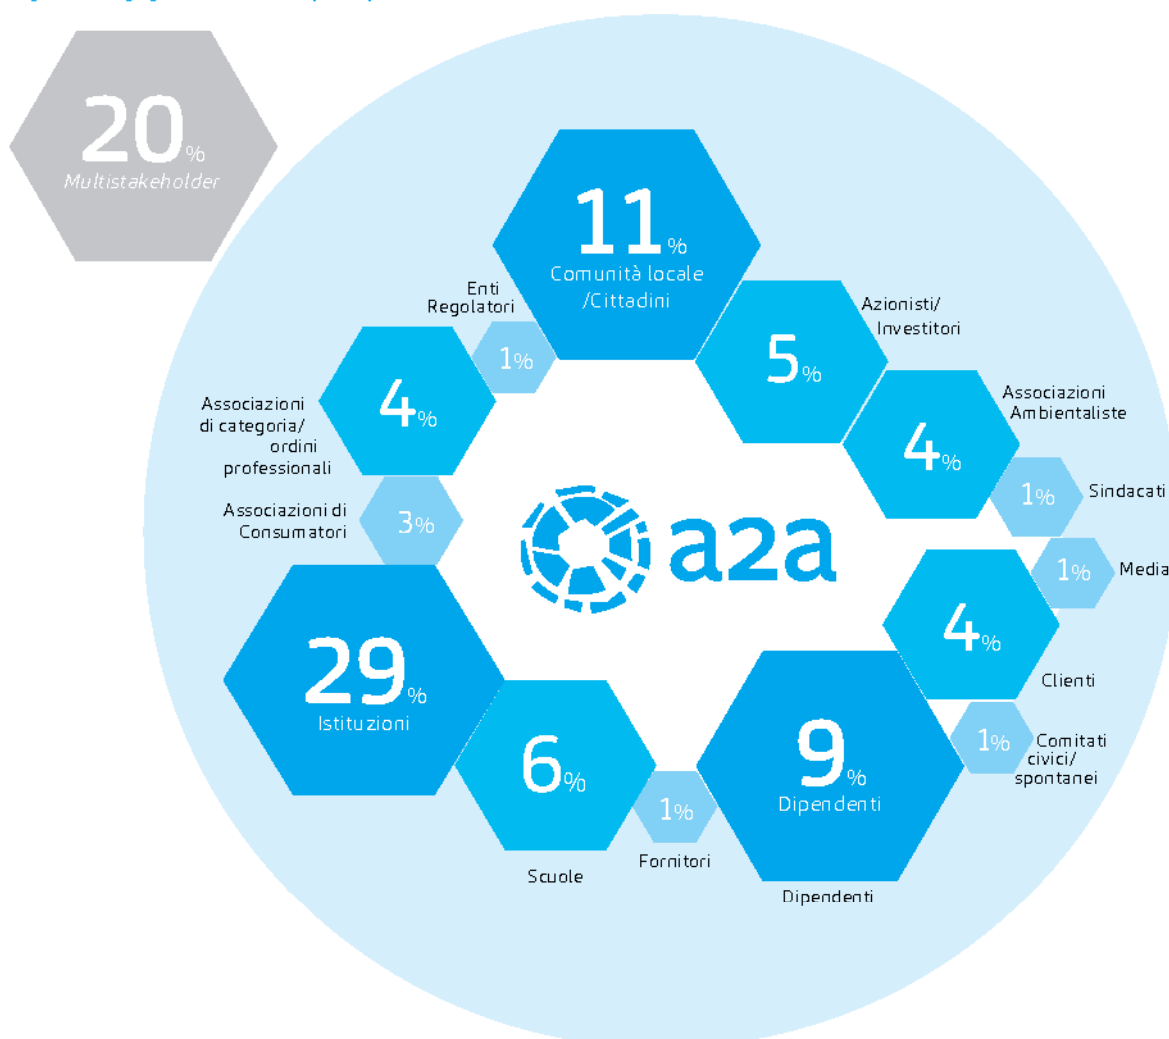 20%
Multistakeholder
11%
Comunità locale
/Cittadini
Enti
Regolatori
1%
Azionisti/
Investitori
5%
4%
Associazioni
di categoria/
ordini
professionali
Associazioni
Ambientaliste
4%
1%
Sindacati
Associazioni di
Consumatori
3%
a2a
1%
Media
4%
Clienti
29%
Istituzioni
6%
Scuole
1%
Fornitori
9%
Dipendenti
Dipendenti
1%
Comitati
civici/
spontanei